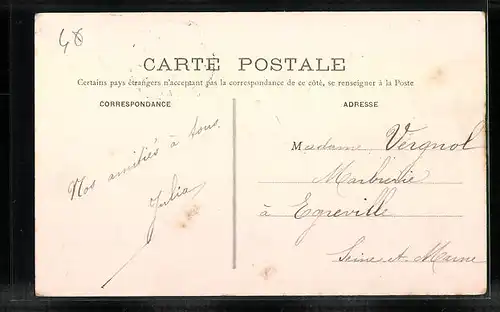 48
CARTE POSTALE
Certains pays étrangers n'acceptant pas la correspondance de ce côté, se renseigner à la Poste
CORRESPONDANCE
Nos amitiés à tous.
Julia
ADRESSE
Madame Vergnol
Marbrerie
à Egreville
Seine-et-Marne